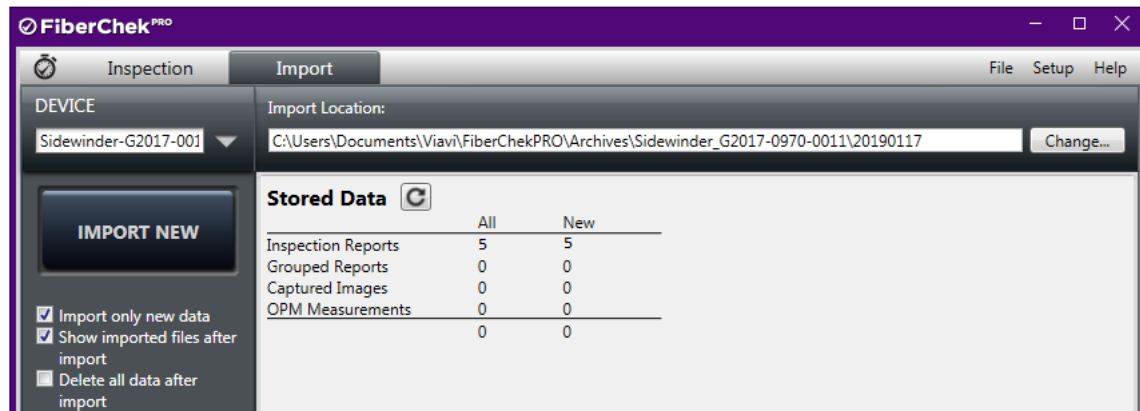 FiberChek PRO
Inspection Import File Setup Help
DEVICE
Sidewinder-G2017-001
Import Location:
C:\Users\Documents\Viavi\FiberChekPRO\Archives\Sidewinder_G2017-0970-0011\20190117 Change...
IMPORT NEW
Import only new data
Show imported files after
import
Delete all data after
import
Stored Data
All New
Inspection Reports 5 5
Grouped Reports 0 0
Captured Images 0 0
OPM Measurements 0 0
0 0